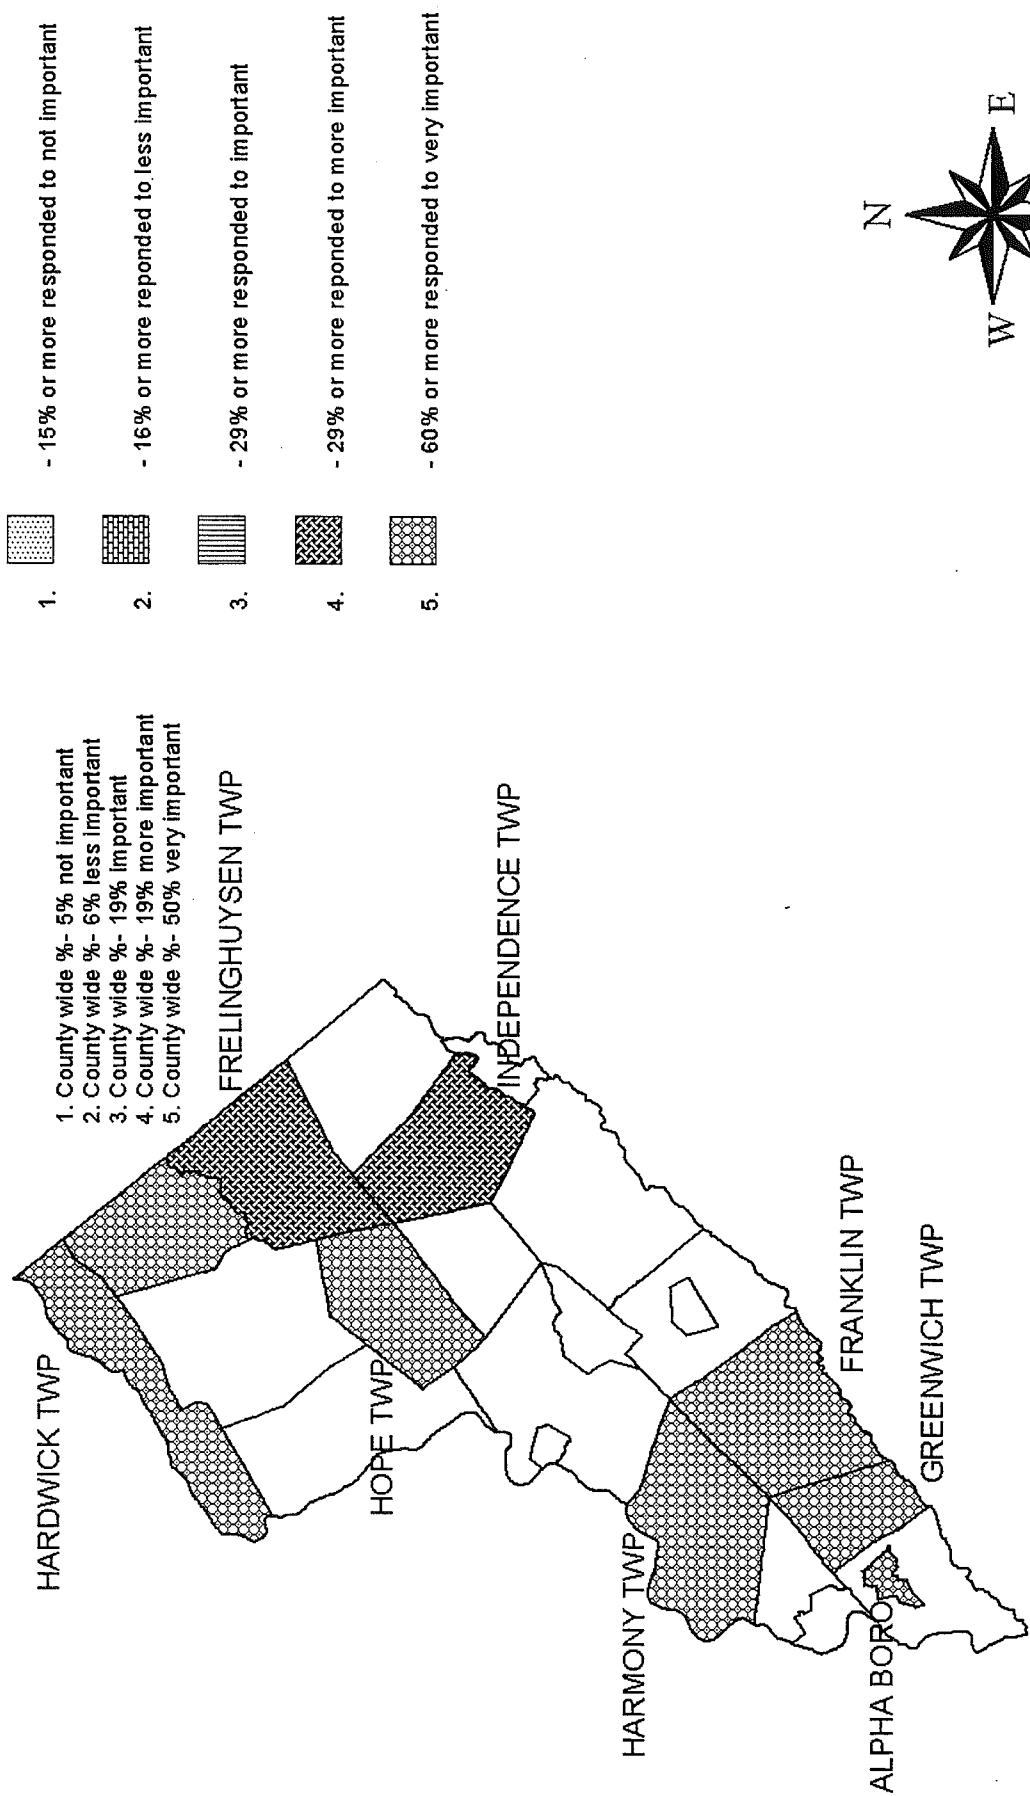 1. County wide %- 5% not important
2. County wide %- 6% less important
3. County wide %- 19% important
4. County wide %- 19% more important
5. County wide %- 50% very important
1. - 15% or more responded to not important
2. - 16% or more reponded to less important
3. - 29% or more responded to important
4. - 29% or more reponded to more important
5. - 60% or more responded to very important
HARDWICK TWP
FRELINGHUYSEN TWP
HOPE TWP
INDEPENDENCE TWP
HARMONY TWP
FRANKLIN TWP
GREENWICH TWP
ALPHA BORO
N
W
E